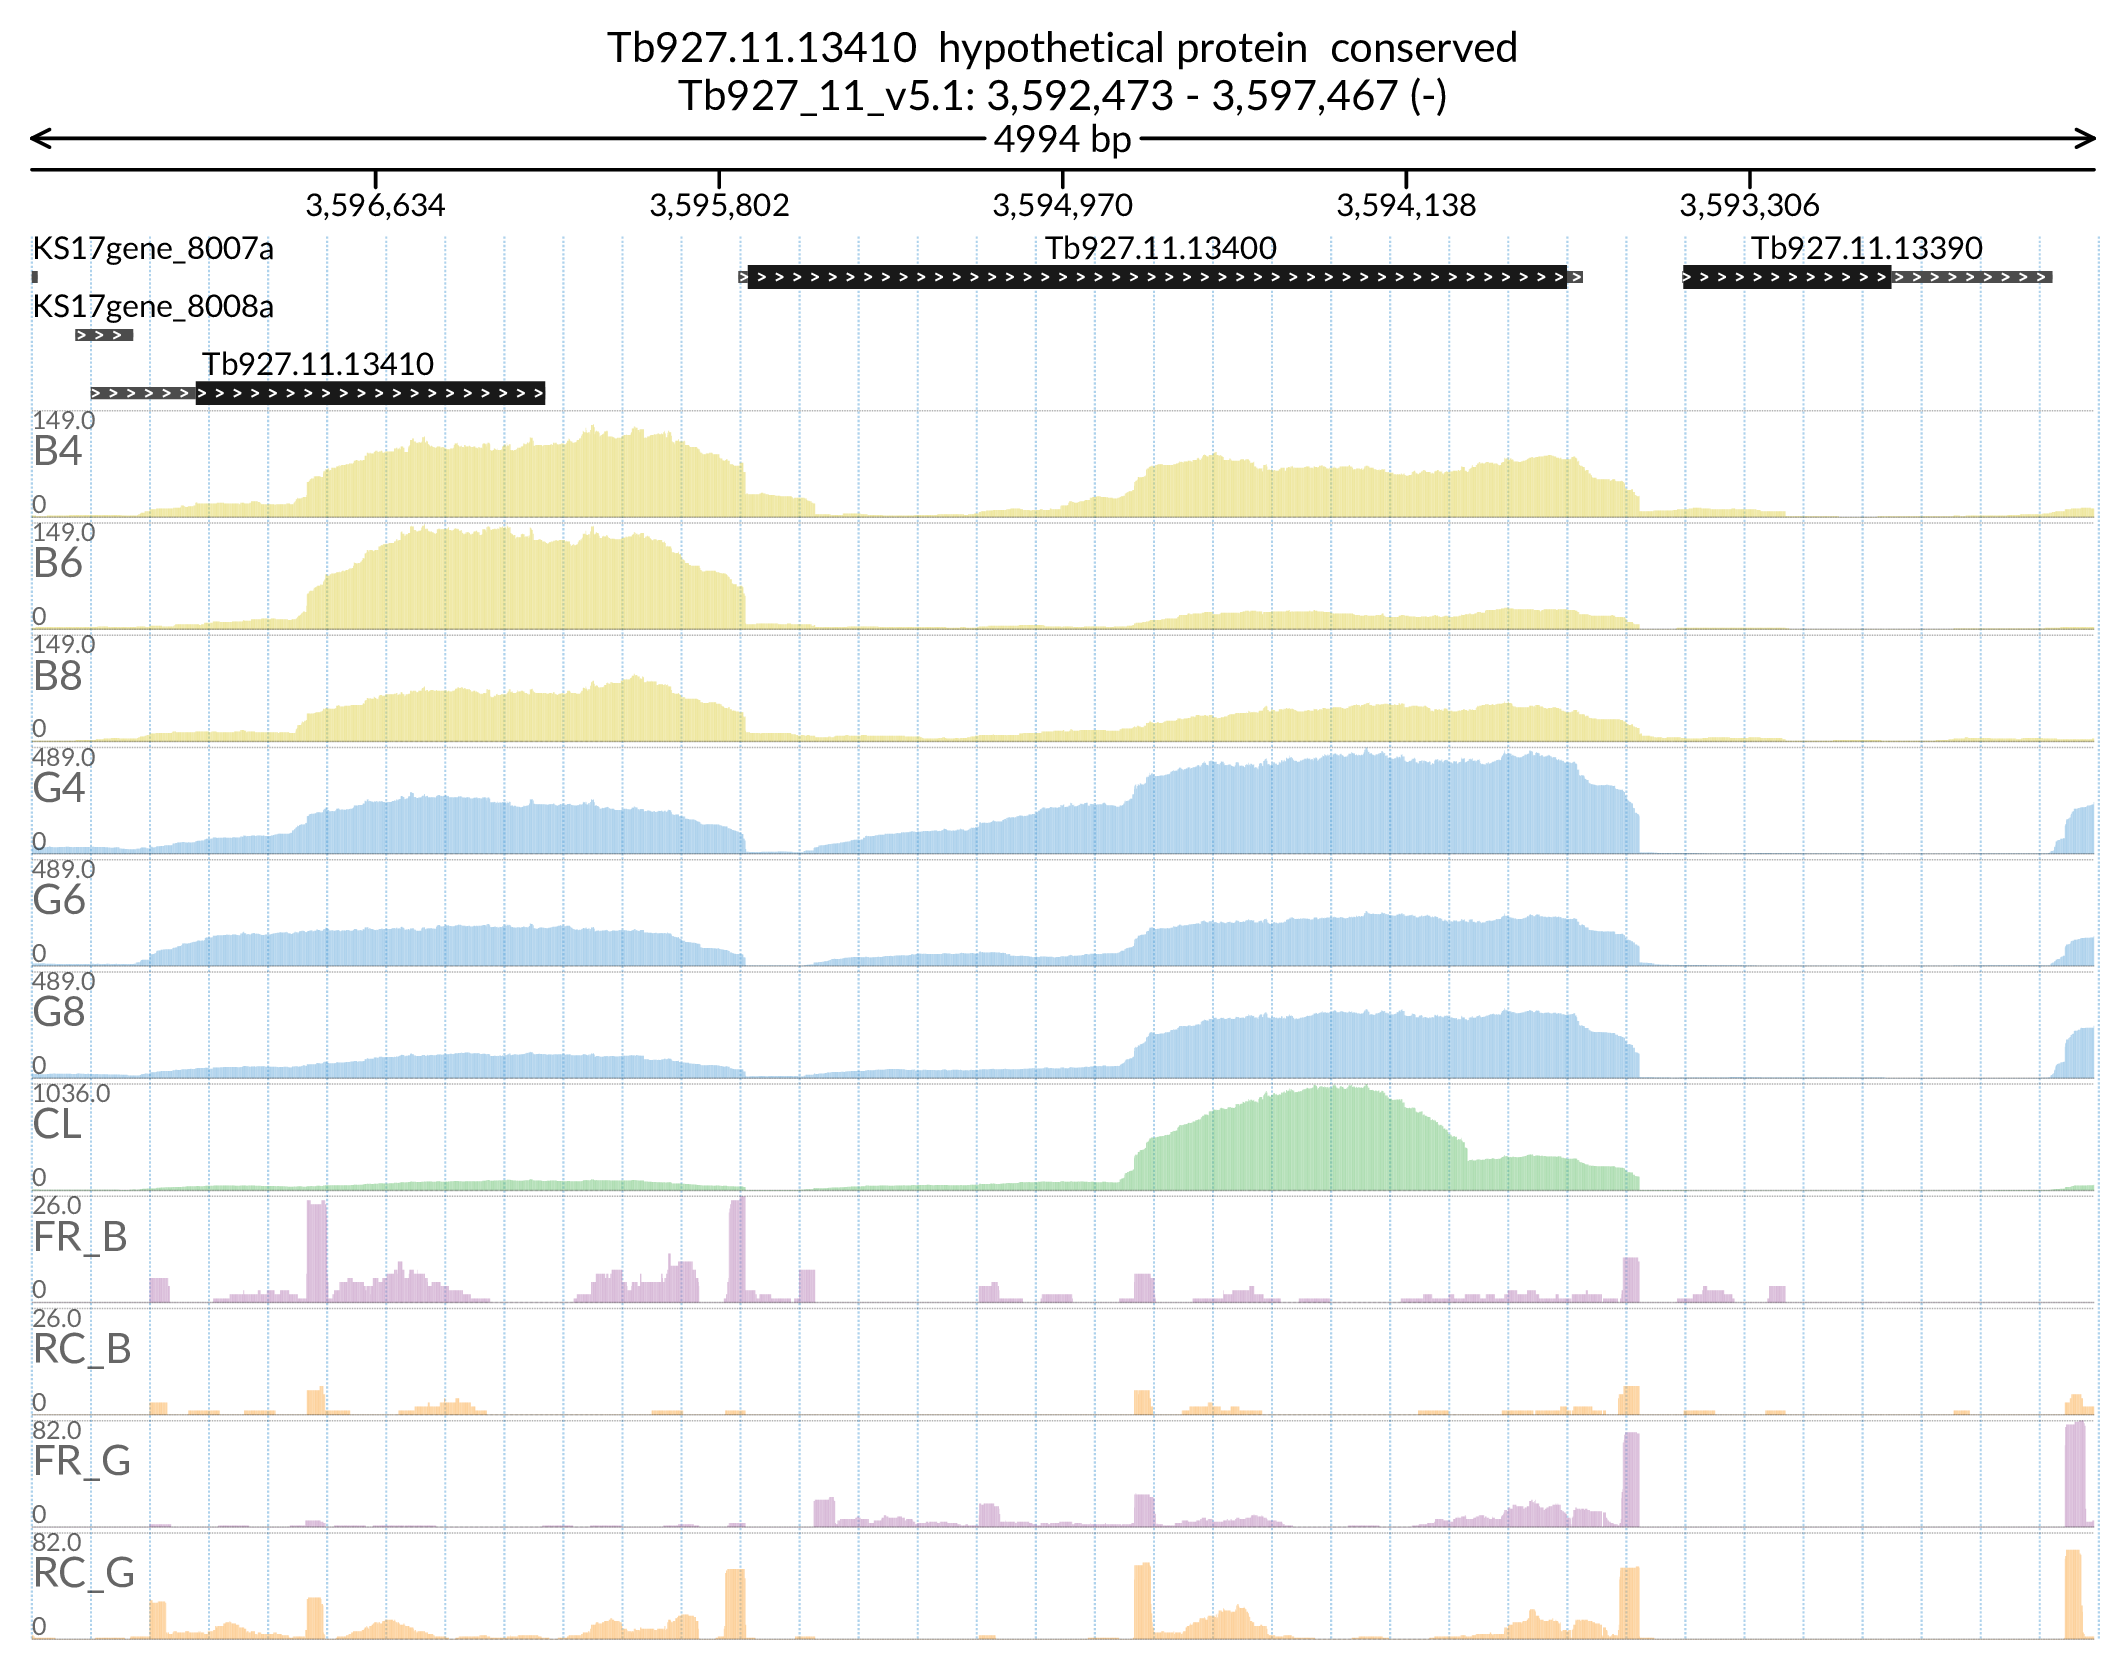 Tb927.11.13410 hypothetical protein conserved
Tb927_11_v5.1: 3,592,473 - 3,597,467 (-)
4994 bp
3,596,634 3,595,802 3,594,970 3,594,138 3,593,306
KS17gene_8007a Tb927.11.13400 Tb927.11.13390
KS17gene_8008a
Tb927.11.13410
149.0
B4
0
149.0
B6
0
149.0
B8
0
489.0
G4
0
489.0
G6
0
489.0
G8
0
1036.0
CL
0
26.0
FR_B
0
26.0
RC_B
0
82.0
FR_G
0
82.0
RC_G
0